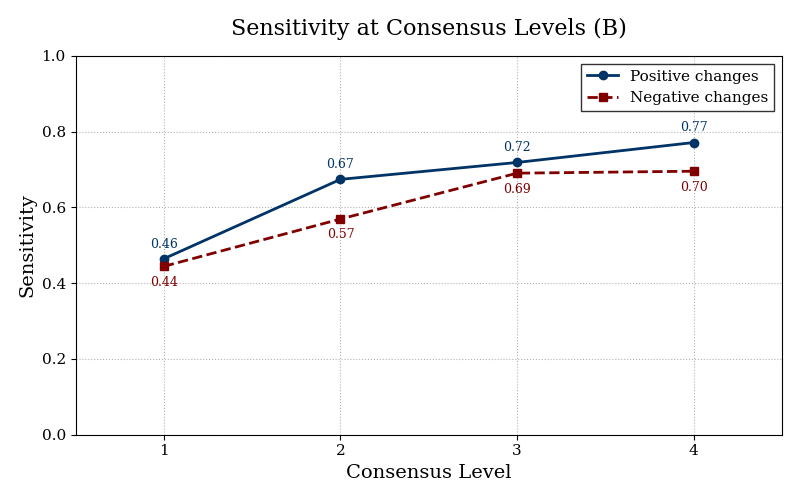 Sensitivity at Consensus Levels (B)
1.0
0.8
0.6
0.4
0.2
0.0
Sensitivity
Positive changes
Negative changes
0.46
0.67
0.72
0.77
0.44
0.57
0.69
0.70
1 2 3 4
Consensus Level